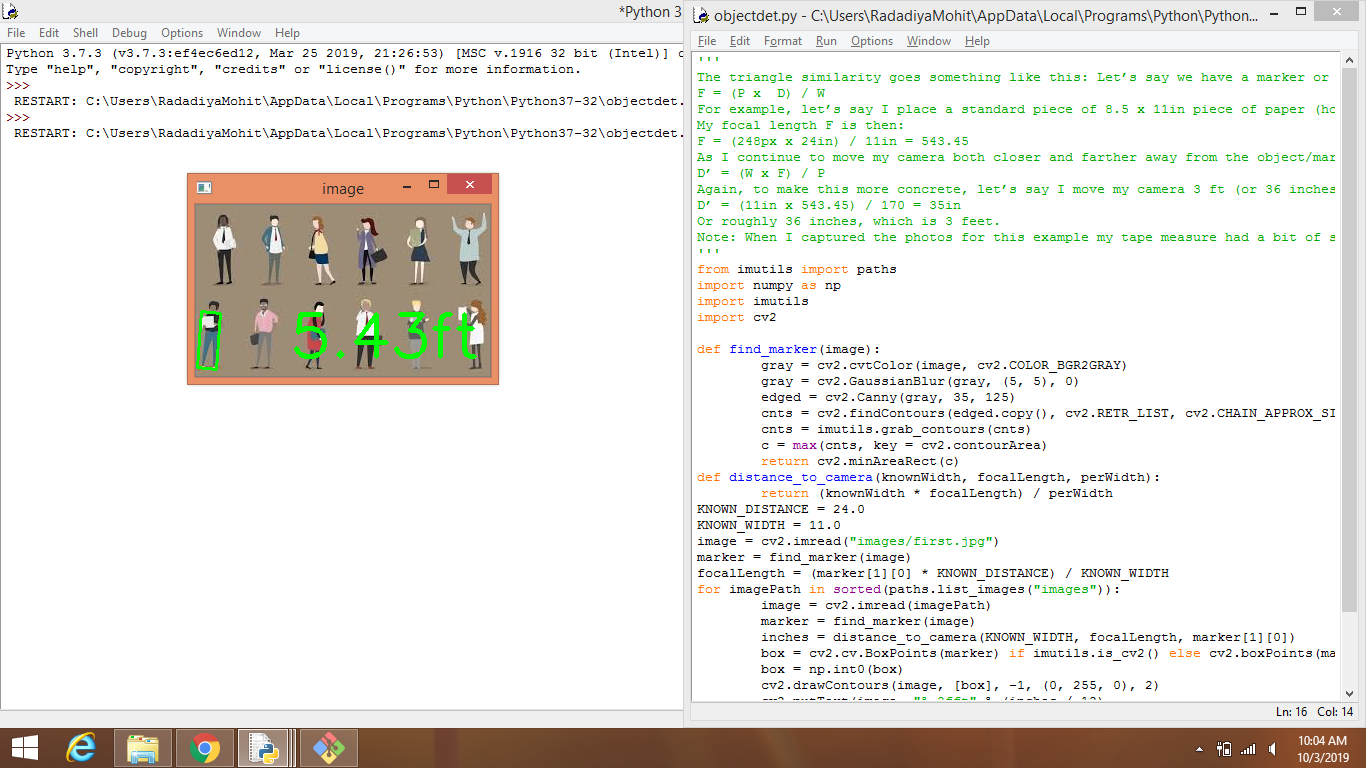 *Python 3
File Edit Shell Debug Options Window Help
Python 3.7.3 (v3.7.3:ef4ec6ed12, Mar 25 2019, 21:26:53) [MSC v.1916 32 bit (Intel)] o
Type "help", "copyright", "credits" or "license()" for more information.
>>>
RESTART: C:\Users\RadadiyaMohit\AppData\Local\Programs\Python\Python37-32\objectdet.
>>>
RESTART: C:\Users\RadadiyaMohit\AppData\Local\Programs\Python\Python37-32\objectdet.
image
5.43ft
objectdet.py - C:\Users\RadadiyaMohit\AppData\Local\Programs\Python\Python...
File Edit Format Run Options Window Help
'''
The triangle similarity goes something like this: Let’s say we have a marker or
F = (P x  D) / W
For example, let’s say I place a standard piece of 8.5 x 11in piece of paper (ho
My focal length F is then:
F = (248px x 24in) / 11in = 543.45
As I continue to move my camera both closer and farther away from the object/mar
D’ = (W x F) / P
Again, to make this more concrete, let’s say I move my camera 3 ft (or 36 inches
D’ = (11in x 543.45) / 170 = 35in
Or roughly 36 inches, which is 3 feet.
Note: When I captured the photos for this example my tape measure had a bit of s
'''
from imutils import paths
import numpy as np
import imutils
import cv2
def find_marker(image):
gray = cv2.cvtColor(image, cv2.COLOR_BGR2GRAY)
gray = cv2.GaussianBlur(gray, (5, 5), 0)
edged = cv2.Canny(gray, 35, 125)
cnts = cv2.findContours(edged.copy(), cv2.RETR_LIST, cv2.CHAIN_APPROX_SI
cnts = imutils.grab_contours(cnts)
c = max(cnts, key = cv2.contourArea)
return cv2.minAreaRect(c)
def distance_to_camera(knownWidth, focalLength, perWidth):
return (knownWidth * focalLength) / perWidth
KNOWN_DISTANCE = 24.0
KNOWN_WIDTH = 11.0
image = cv2.imread("images/first.jpg")
marker = find_marker(image)
focalLength = (marker[1][0] * KNOWN_DISTANCE) / KNOWN_WIDTH
for imagePath in sorted(paths.list_images("images")):
image = cv2.imread(imagePath)
marker = find_marker(image)
inches = distance_to_camera(KNOWN_WIDTH, focalLength, marker[1][0])
box = cv2.cv.BoxPoints(marker) if imutils.is_cv2() else cv2.boxPoints(ma
box = np.int0(box)
cv2.drawContours(image, [box], -1, (0, 255, 0), 2)
Ln: 16 Col: 14
10:04 AM
10/3/2019